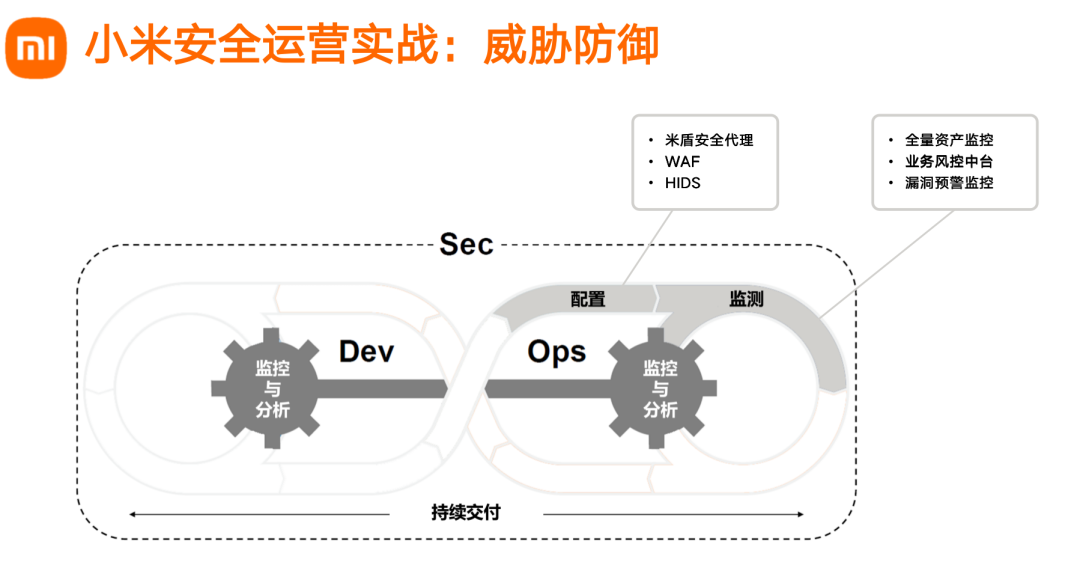 mi 小米安全运营实战：威胁防御
• 米盾安全代理
• WAF
• HIDS
• 全量资产监控
• 业务风控中台
• 漏洞预警监控
Sec
配置
监测
Dev
Ops
监控
与
分析
监控
与
分析
持续交付